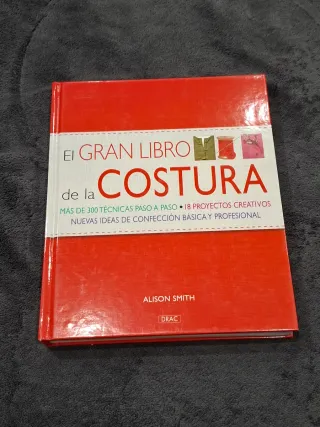 El GRAN LIBRO
de la COSTURA
MÁS DE 300 TÉCNICAS PASO A PASO • 18 PROYECTOS CREATIVOS
NUEVAS IDEAS DE CONFECCIÓN BÁSICA Y PROFESIONAL
ALISON SMITH
DRAC